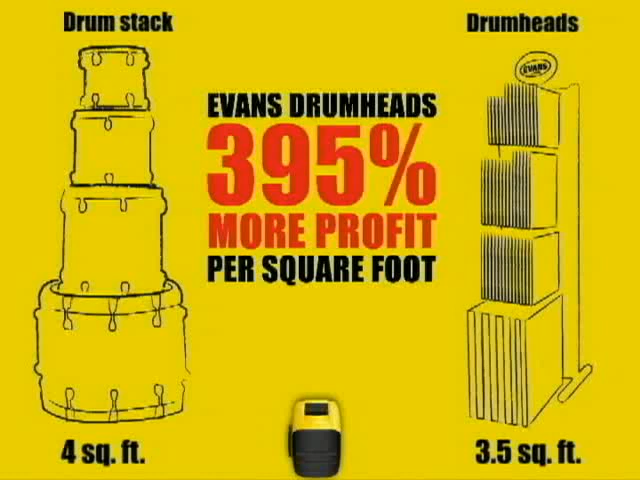 Drum stack
Drumheads
EVANS
EVANS DRUMHEADS
395%
MORE PROFIT
PER SQUARE FOOT
4 sq. ft.
3.5 sq. ft.